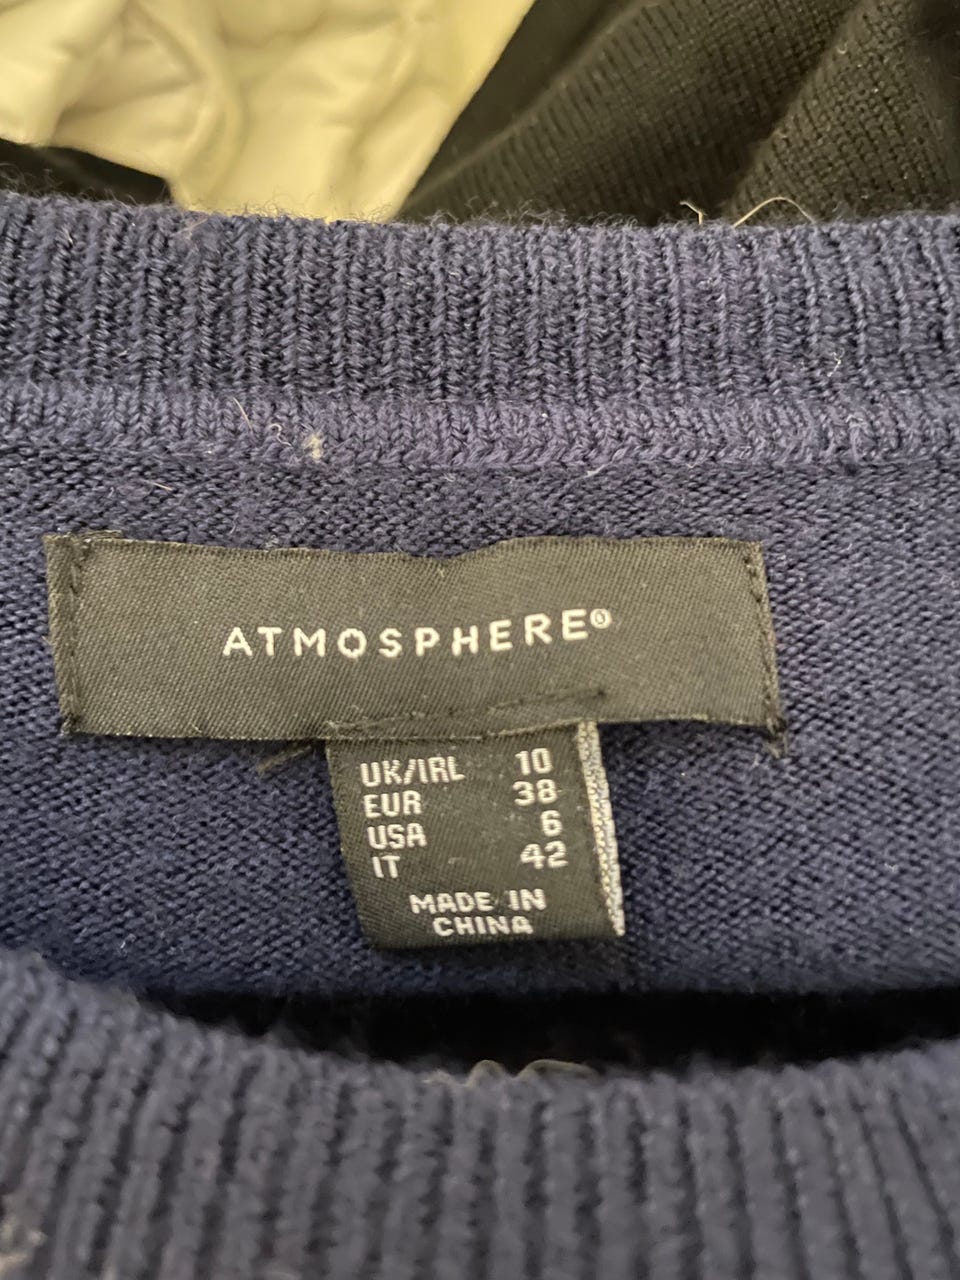 ATMOSPHERE®
UK/IRL 10
EUR 38
USA 6
IT 42
MADE IN
CHINA